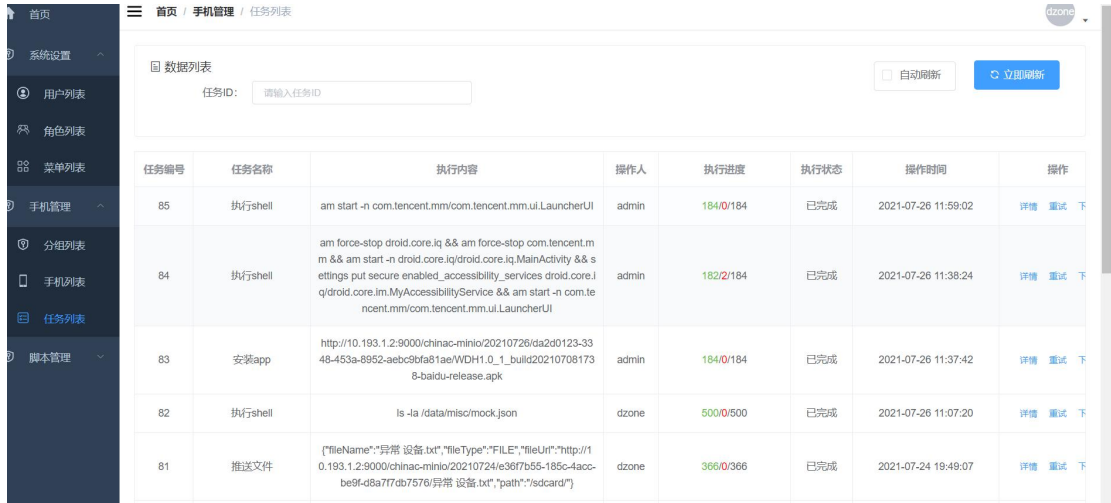 首页
首页 / 手机管理 / 任务列表
dzone
系统设置
用户列表
角色列表
菜单列表
手机管理
分组列表
手机列表
任务列表
脚本管理
数据列表
自动刷新
立即刷新
任务ID:
请输入任务ID
任务编号 任务名称 执行内容 操作人 执行进度 执行状态 操作时间 操作
85 执行shell am start -n com.tencent.mm/com.tencent.mm.ui.LauncherUI admin 184/0/184 已完成 2021-07-26 11:59:02 详情 重试 下
am force-stop droid.core.iq && am force-stop com.tencent.m
m && am start -n droid.core.iq/droid.core.iq.MainActivity && s
84 执行shell ettings put secure enabled_accessibility_services droid.core.i admin 182/2/184 已完成 2021-07-26 11:38:24 详情 重试 下
q/droid.core.im.MyAccessibilityService && am start -n com.te
ncent.mm/com.tencent.mm.ui.LauncherUI
http://10.193.1.2:9000/chinac-minio/20210726/da2d0123-33
83 安装app 48-453a-8952-aebc9bfa81ae/WDH1.0_1_build20210708173 admin 184/0/184 已完成 2021-07-26 11:37:42 详情 重试 下
8-baidu-release.apk
82 执行shell ls -la /data/misc/mock.json dzone 500/0/500 已完成 2021-07-26 11:07:20 详情 重试 下
{"fileName":"异常 设备.txt","fileType":"FILE","fileUrl":"http://1
81 推送文件 0.193.1.2:9000/chinac-minio/20210724/e36f7b55-185c-4acc- dzone 366/0/366 已完成 2021-07-24 19:49:07 详情 重试 下
be9f-d8a7f7db7576/异常 设备.txt","path":"/sdcard/"}